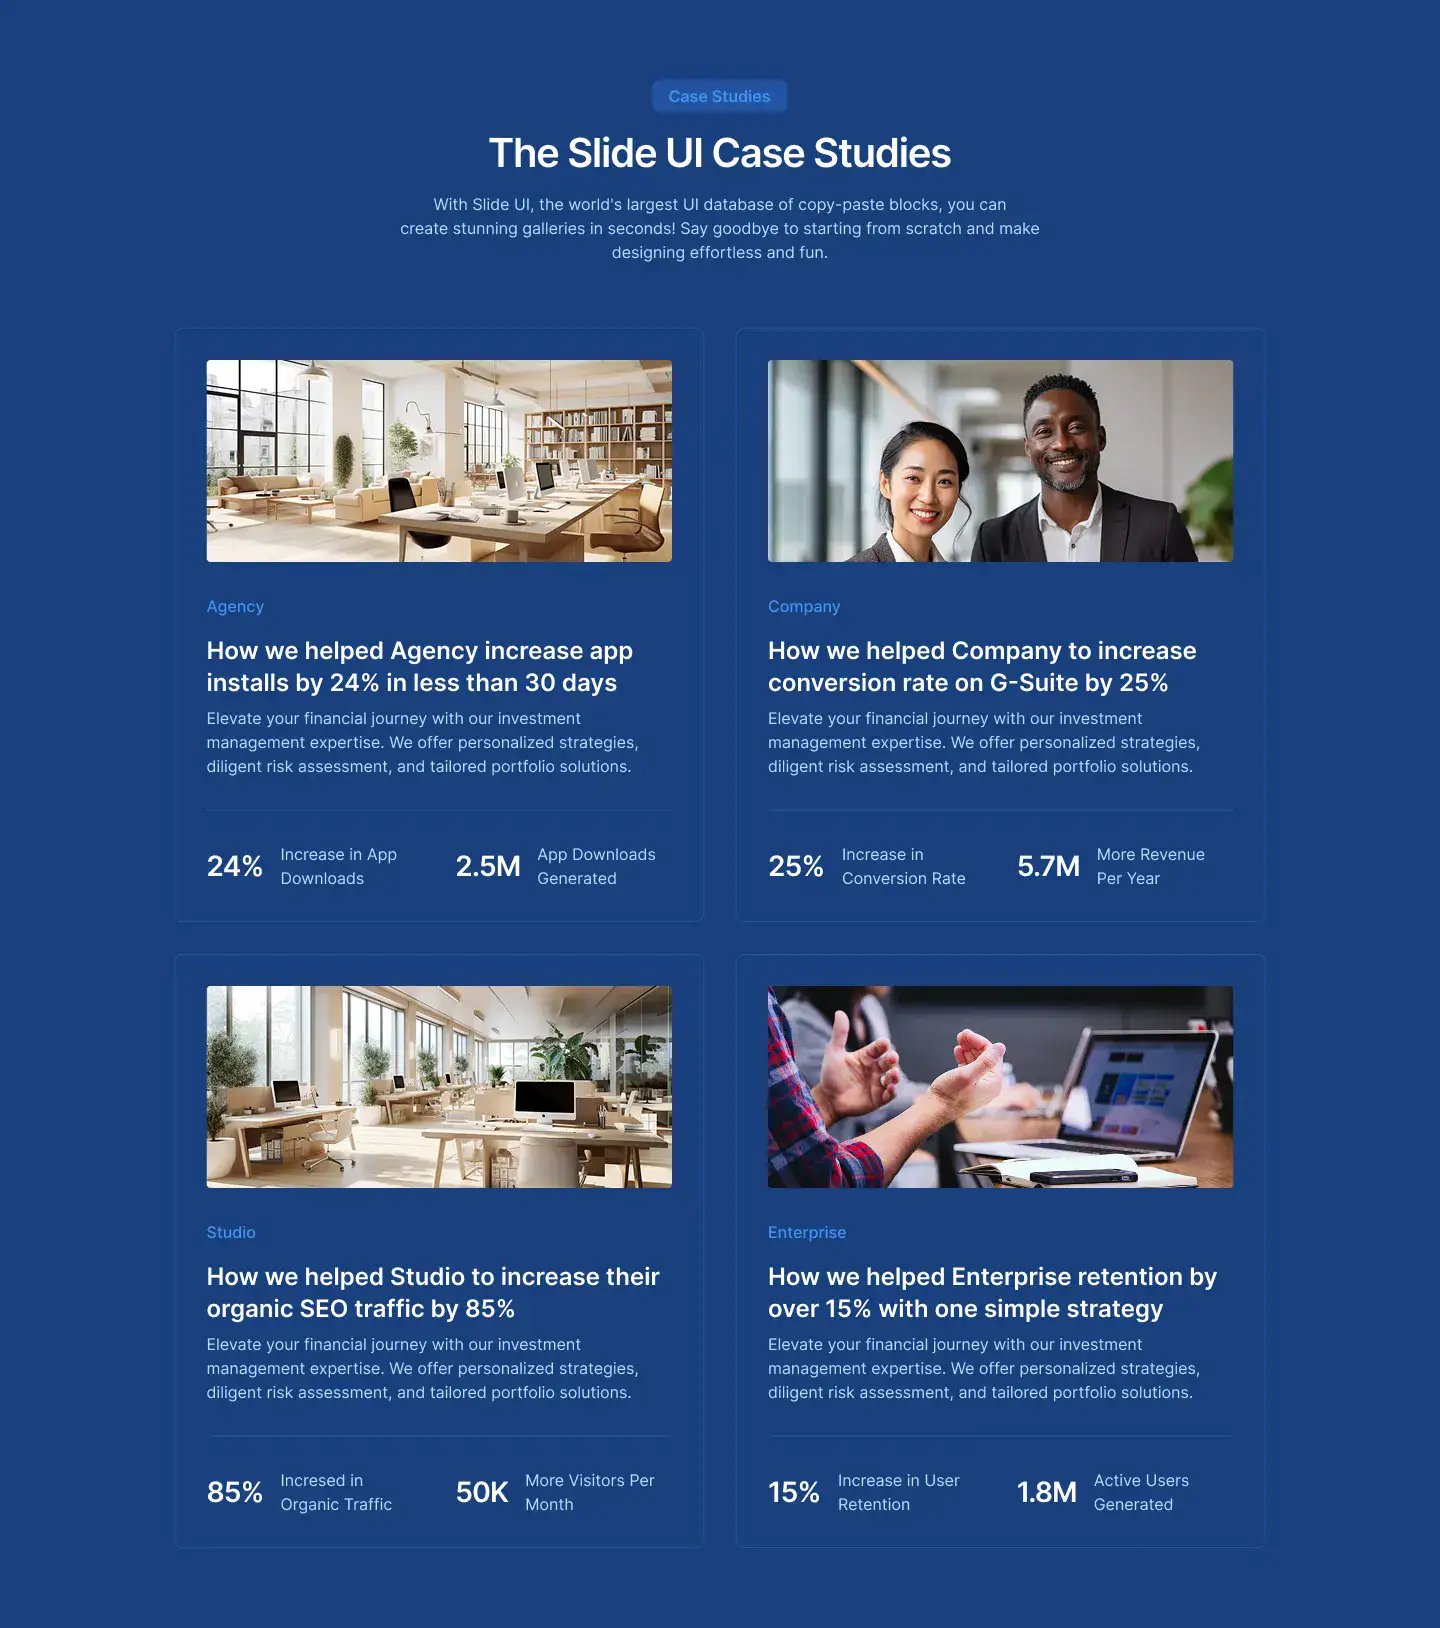 Case Studies
The Slide UI Case Studies
With Slide UI, the world's largest UI database of copy-paste blocks, you can
create stunning galleries in seconds! Say goodbye to starting from scratch and make
designing effortless and fun.
Agency
How we helped Agency increase app
installs by 24% in less than 30 days
Elevate your financial journey with our investment
management expertise. We offer personalized strategies,
diligent risk assessment, and tailored portfolio solutions.
24%
Increase in App
Downloads
2.5M
App Downloads
Generated
Company
How we helped Company to increase
conversion rate on G-Suite by 25%
Elevate your financial journey with our investment
management expertise. We offer personalized strategies,
diligent risk assessment, and tailored portfolio solutions.
25%
Increase in
Conversion Rate
5.7M
More Revenue
Per Year
Studio
How we helped Studio to increase their
organic SEO traffic by 85%
Elevate your financial journey with our investment
management expertise. We offer personalized strategies,
diligent risk assessment, and tailored portfolio solutions.
85%
Incresed in
Organic Traffic
50K
More Visitors Per
Month
Enterprise
How we helped Enterprise retention by
over 15% with one simple strategy
Elevate your financial journey with our investment
management expertise. We offer personalized strategies,
diligent risk assessment, and tailored portfolio solutions.
15%
Increase in User
Retention
1.8M
Active Users
Generated